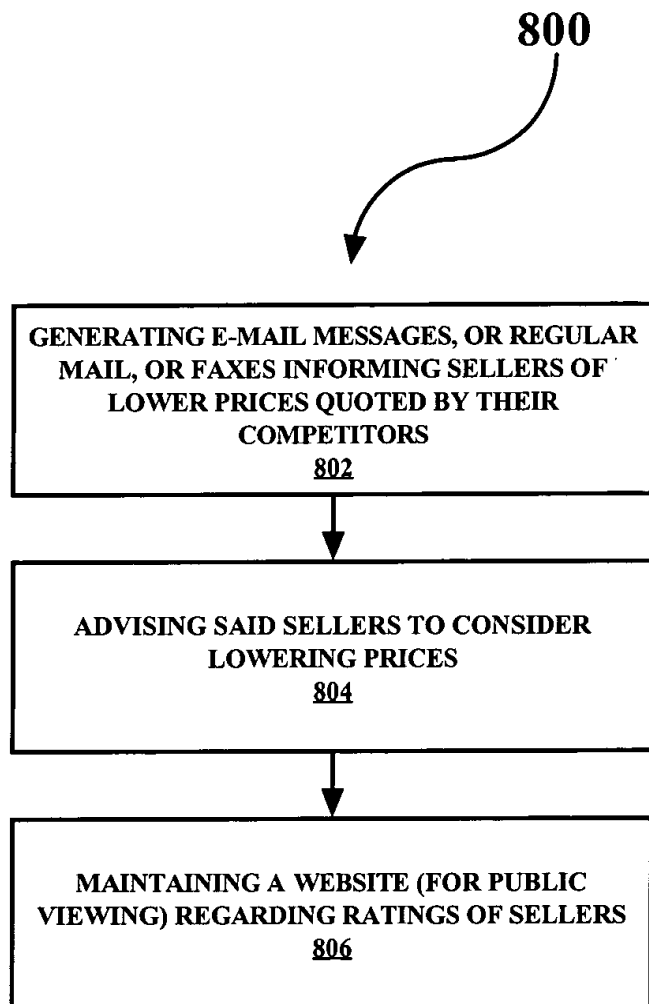 800
GENERATING E-MAIL MESSAGES, OR REGULAR
MAIL, OR FAXES INFORMING SELLERS OF
LOWER PRICES QUOTED BY THEIR
COMPETITORS
802
ADVISING SAID SELLERS TO CONSIDER
LOWERING PRICES
804
MAINTAINING A WEBSITE (FOR PUBLIC
VIEWING) REGARDING RATINGS OF SELLERS
806